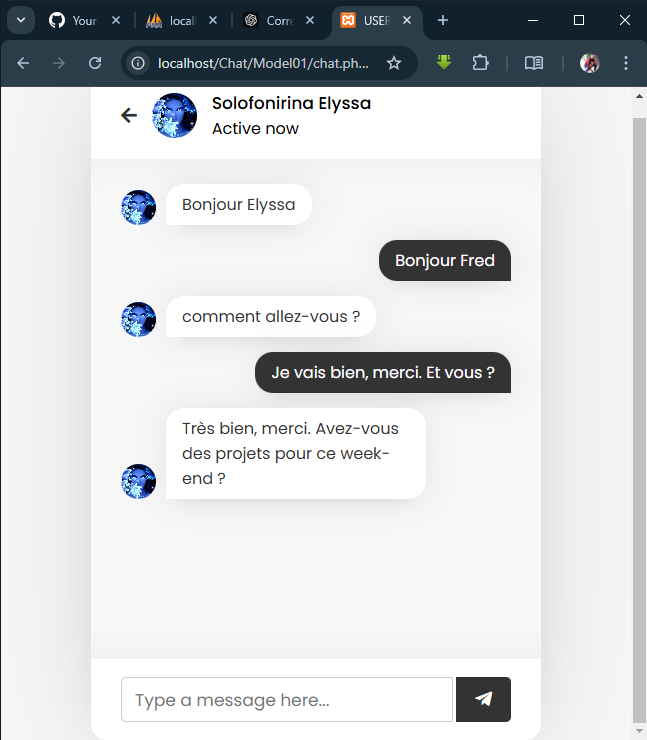 Your
locall
Corre
USER
localhost/Chat/Model01/chat.ph...
Solofonirina Elyssa
Active now
Bonjour Elyssa
Bonjour Fred
comment allez-vous ?
Je vais bien, merci. Et vous ?
Très bien, merci. Avez-vous
des projets pour ce week-
end ?
Type a message here...